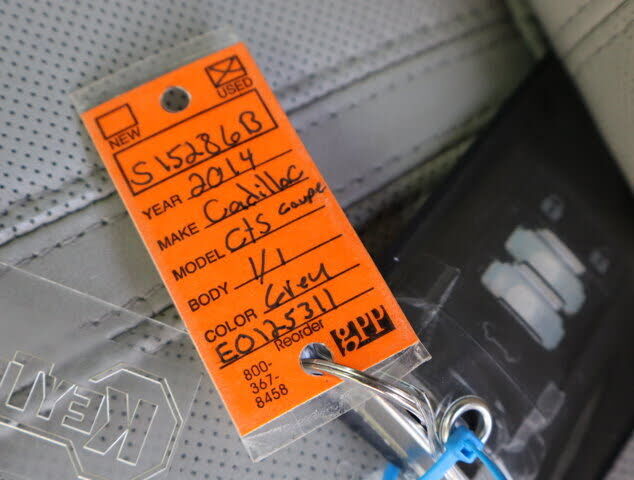 NEW USED
S15286B
YEAR 2014
MAKE Cadillac
MODEL CTS Coupe
BODY 1/1
COLOR Grey
E0125311
Reorder
800-
367-
8458
KEY